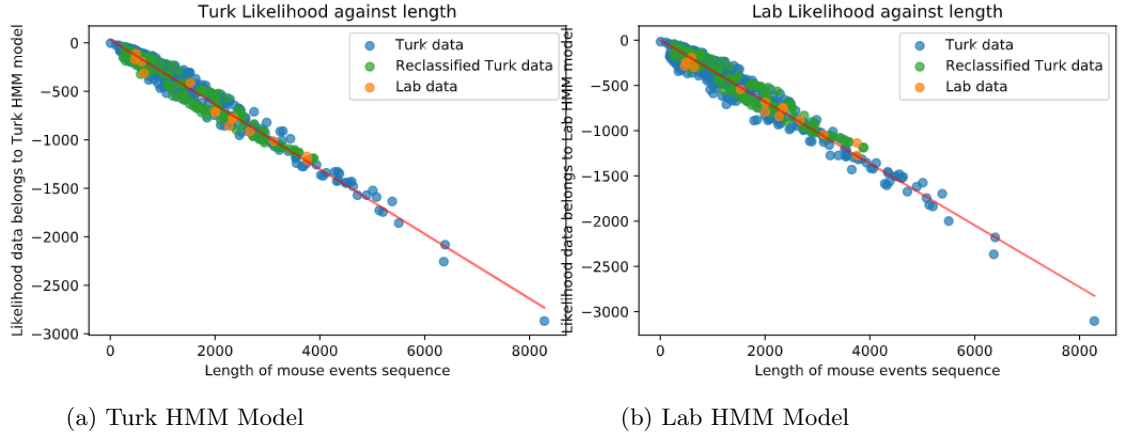 Turk Likelihood against length
Likelihood data belongs to Turk HMM model
0
−500
−1000
−1500
−2000
−2500
−3000
Turk data
Reclassified Turk data
Lab data
0
2000
4000
6000
8000
Length of mouse events sequence
(a) Turk HMM Model
Lab Likelihood against length
Likelihood data belongs to Lab HMM model
0
−500
−1000
−1500
−2000
−2500
−3000
Turk data
Reclassified Turk data
Lab data
0
2000
4000
6000
8000
Length of mouse events sequence
(b) Lab HMM Model